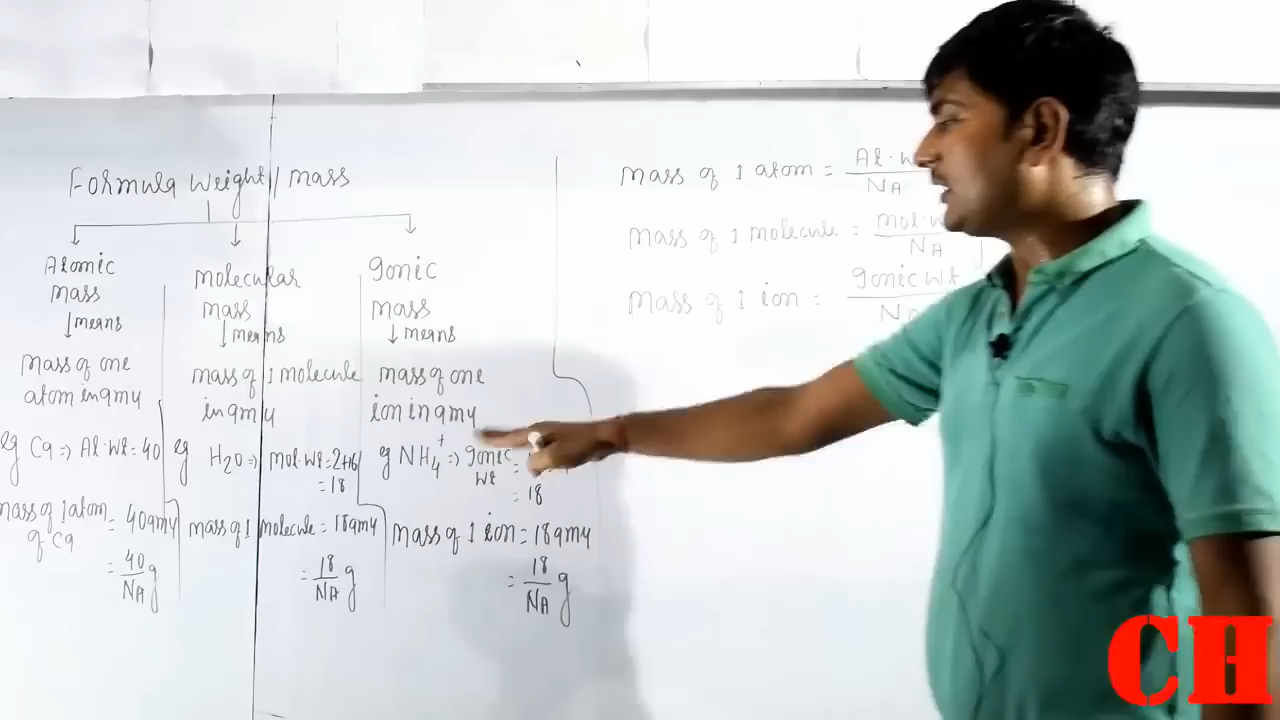 Formula weight / mass
Atomic
mass
means
mass of one
atom in amu
eg Ca => At. wt = 40
mass of 1 atom = 40 amu
of Ca
= 40/NA g
molecular
mass
means
mass of 1 molecule
in amu
eg H2O => mol. wt = 2+16
= 18
mass of 1 molecule = 18 amu
= 18/NA g
Ionic
mass
means
mass of one
ion in amu
eg NH4+ => Ionic
wt
= 18
mass of 1 ion = 18 amu
= 18/NA g
mass of 1 atom = At. w
NA
mass of 1 molecule = mol. w
NA g
mass of 1 ion = Ionic wt
NA
CH